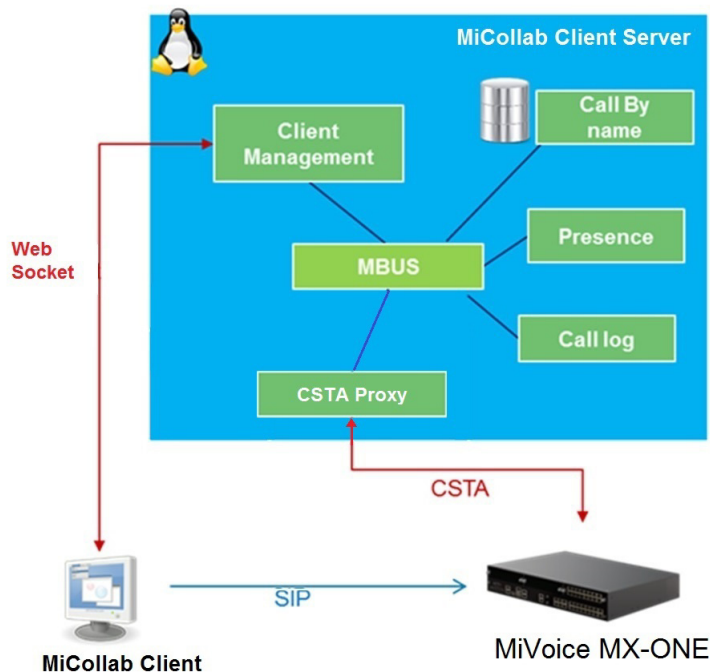 MiCollab Client Server
Call By
name
Client
Management
Presence
Web
Socket
MBUS
Call log
CSTA Proxy
CSTA
SIP
MiCollab Client
MiVoice MX-ONE